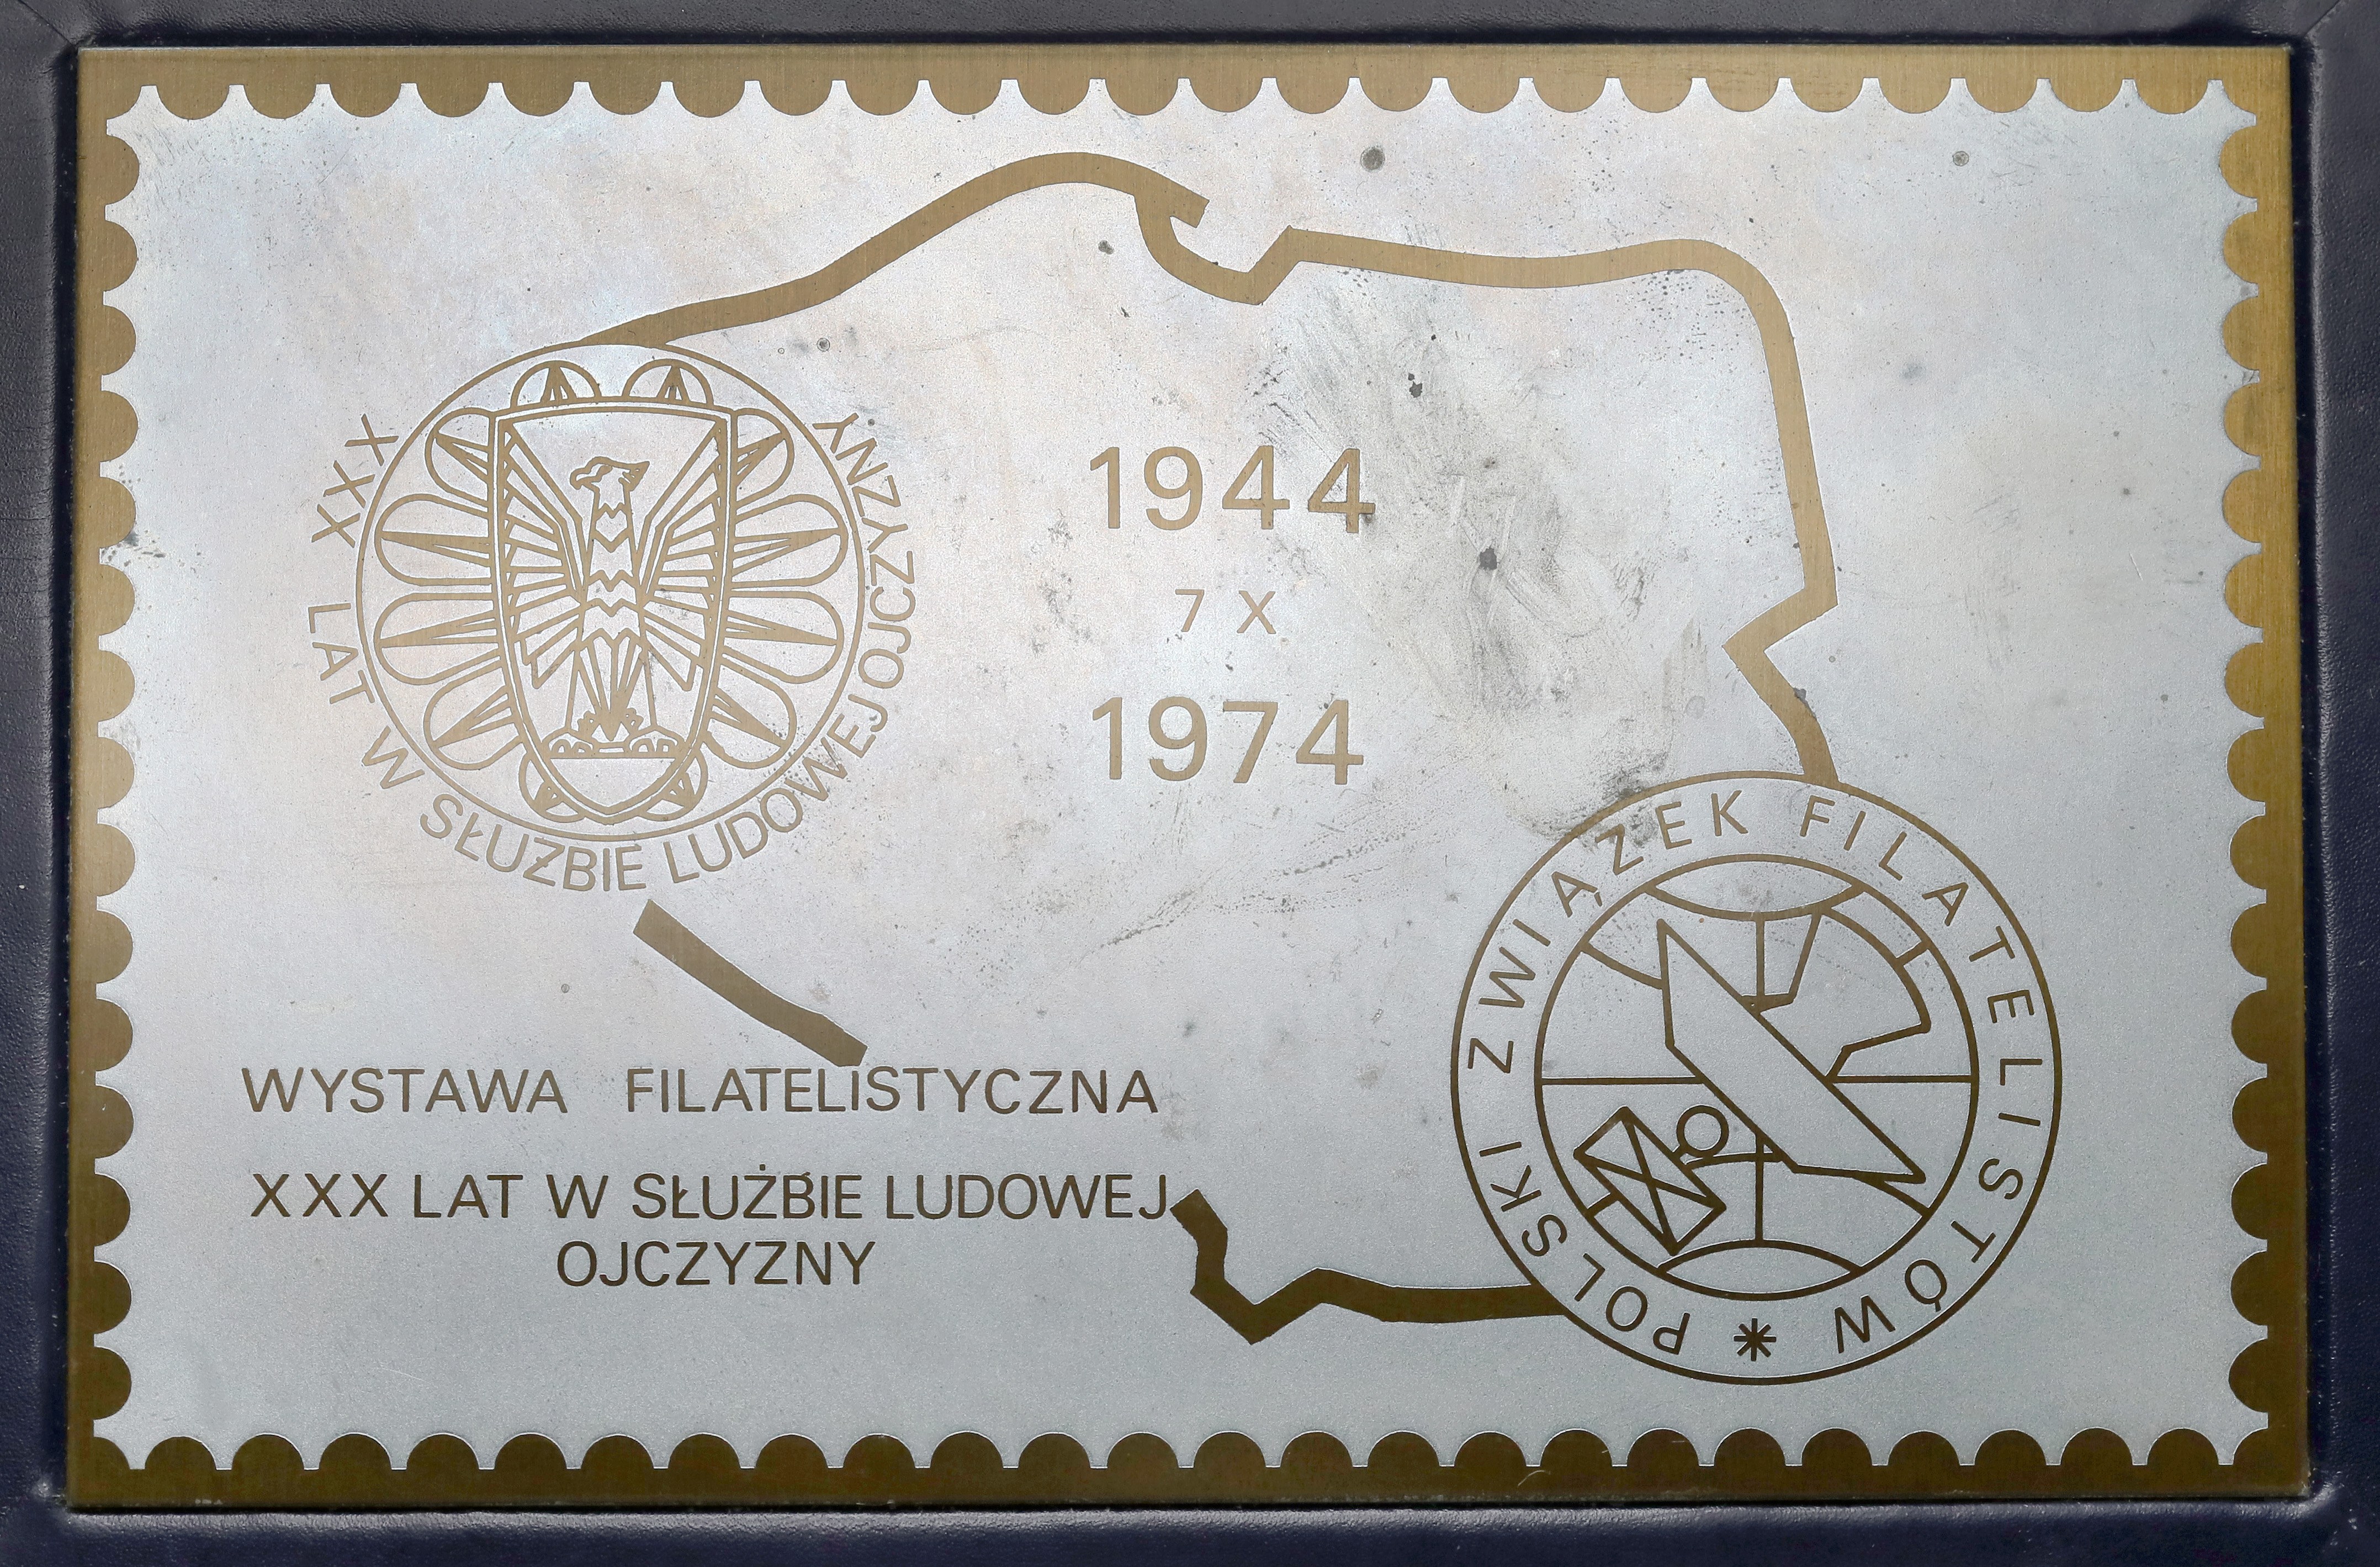 XXX LAT W SŁUŻBIE LUDOWEJ OJCZYZNY
1944
7 X
1974
POLSKI ZWIĄZEK FILATELISTÓW *
WYSTAWA FILATELISTYCZNA
XXX LAT W SŁUŻBIE LUDOWEJ
OJCZYZNY